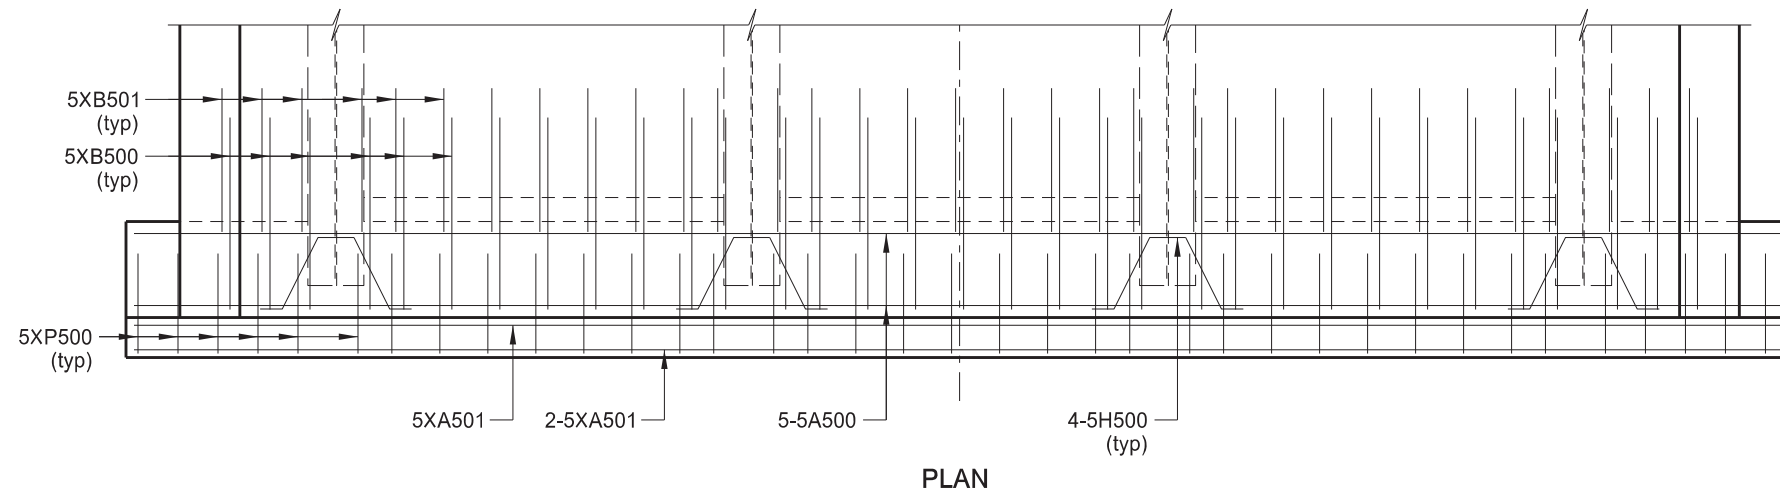 5XB501
(typ)
5XB500
(typ)
5XP500
(typ)
5XA501
2-5XA501
5-5A500
4-5H500
(typ)
PLAN